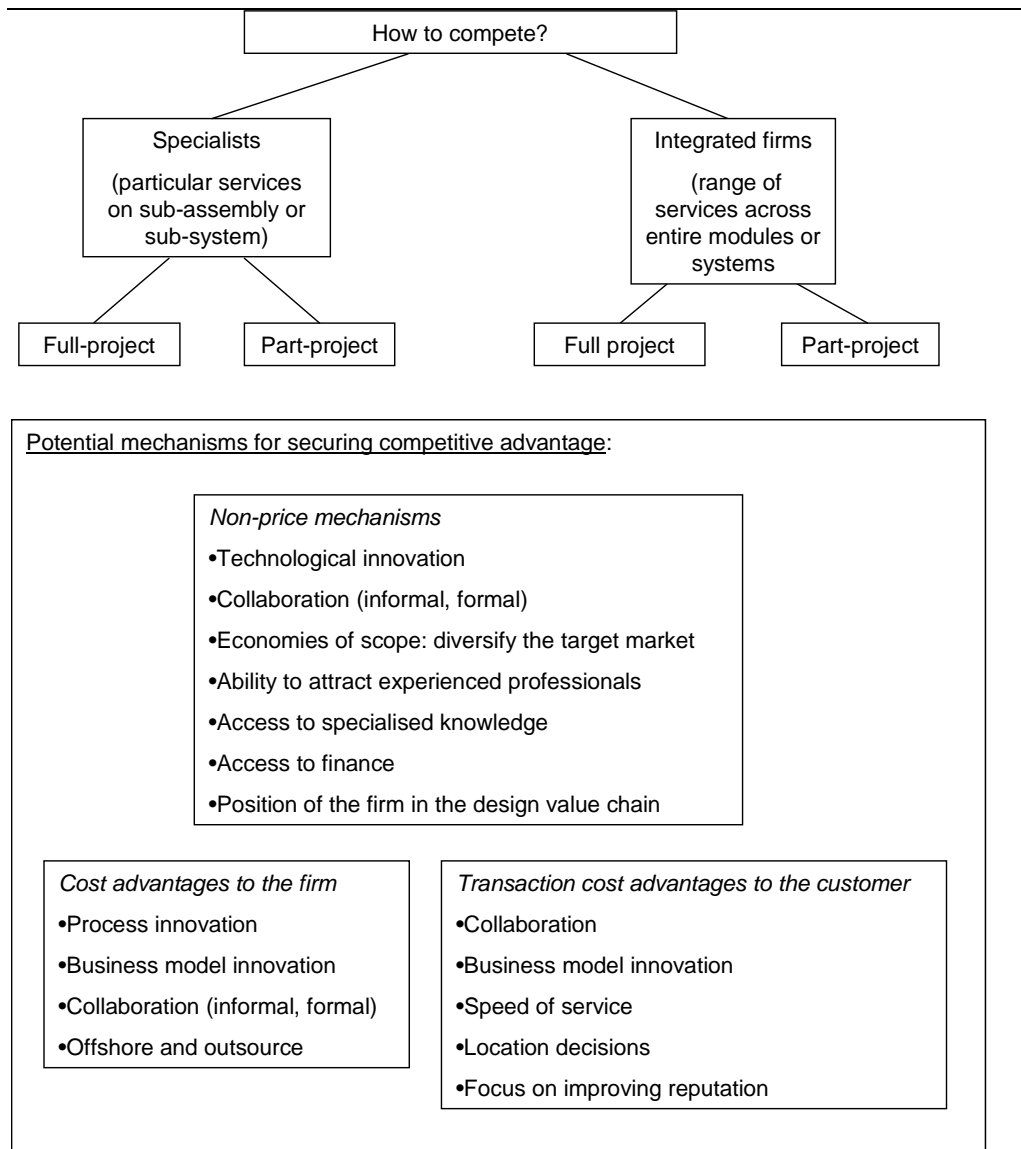 How to compete?
Specialists
(particular services
on sub-assembly or
sub-system)
Integrated firms
(range of
services across
entire modules or
systems
Full-project
Part-project
Full project
Part-project
Potential mechanisms for securing competitive advantage:
Non-price mechanisms
•Technological innovation
•Collaboration (informal, formal)
•Economies of scope: diversify the target market
•Ability to attract experienced professionals
•Access to specialised knowledge
•Access to finance
•Position of the firm in the design value chain
Cost advantages to the firm
•Process innovation
•Business model innovation
•Collaboration (informal, formal)
•Offshore and outsource
Transaction cost advantages to the customer
•Collaboration
•Business model innovation
•Speed of service
•Location decisions
•Focus on improving reputation